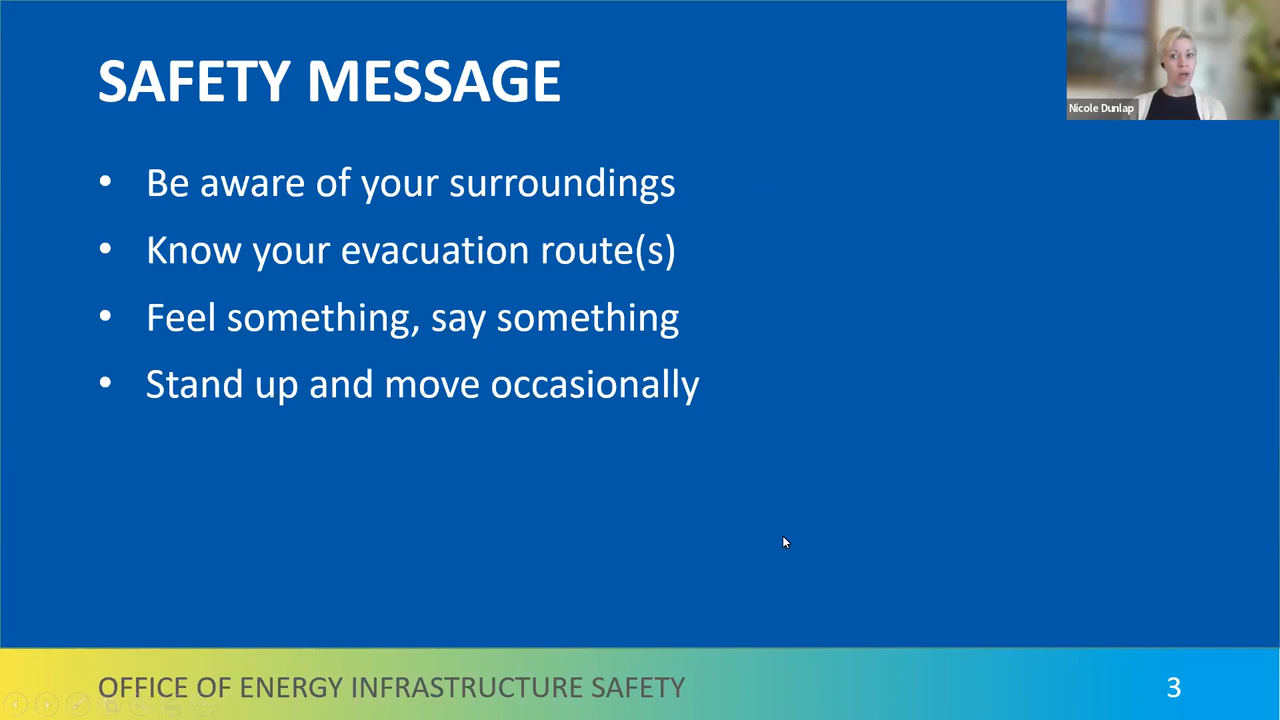 SAFETY MESSAGE
Nicole Dunlap
• Be aware of your surroundings
• Know your evacuation route(s)
• Feel something, say something
• Stand up and move occasionally
OFFICE OF ENERGY INFRASTRUCTURE SAFETY
3